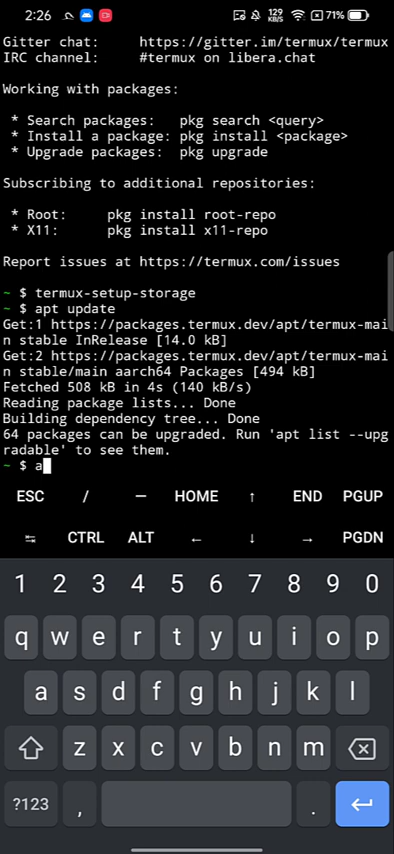 2:26
129
KB/S
71%
Gitter chat: https://gitter.im/termux/termux
IRC channel: #termux on libera.chat
Working with packages:
* Search packages: pkg search <query>
* Install a package: pkg install <package>
* Upgrade packages: pkg upgrade
Subscribing to additional repositories:
* Root: pkg install root-repo
* X11: pkg install x11-repo
Report issues at https://termux.com/issues
~ $ termux-setup-storage
~ $ apt update
Get:1 https://packages.termux.dev/apt/termux-mai
n stable InRelease [14.0 kB]
Get:2 https://packages.termux.dev/apt/termux-mai
n stable/main aarch64 Packages [494 kB]
Fetched 508 kB in 4s (140 kB/s)
Reading package lists... Done
Building dependency tree... Done
64 packages can be upgraded. Run 'apt list --upg
radable' to see them.
~ $ a
ESC / — HOME ↑ END PGUP
↹ CTRL ALT ← ↓ → PGDN
1 2 3 4 5 6 7 8 9 0
q w e r t y u i o p
a s d f g h j k l
z x c v b n m
?123 , .